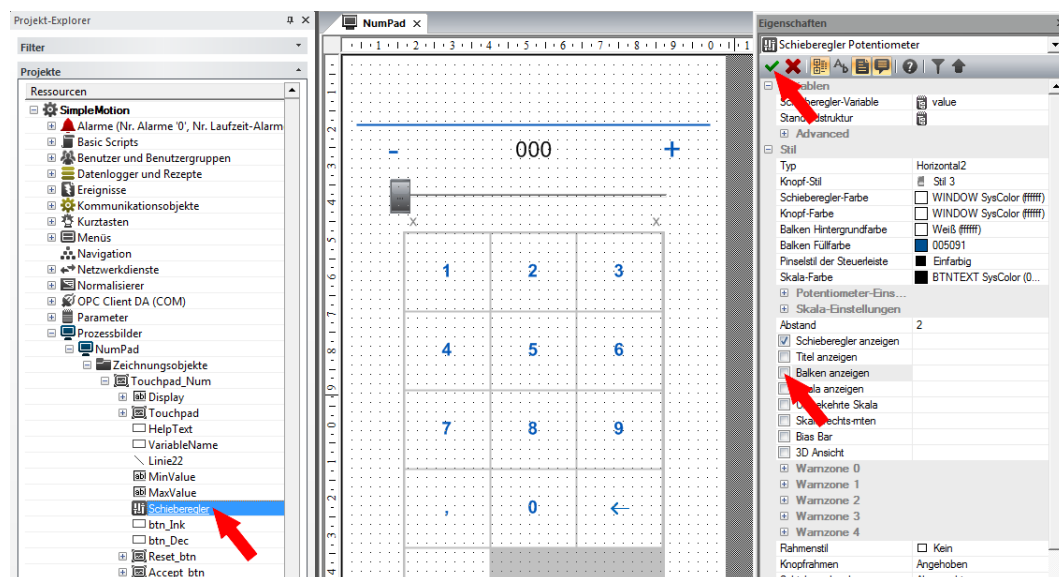 Projekt-Explorer
Filter
Projekte
Ressourcen
SimpleMotion
Alarme (Nr. Alarme '0', Nr. Laufzeit-Alarm
Basic Scripts
Benutzer und Benutzergruppen
Datenlogger und Rezepte
Ereignisse
Kommunikationsobjekte
Kurztasten
Menüs
Navigation
Netzwerkdienste
Normalisierer
OPC Client DA (COM)
Parameter
Prozessbilder
NumPad
Zeichnungsobjekte
Touchpad_Num
Display
Touchpad
HelpText
VariableName
Linie22
MinValue
MaxValue
Schieberegler
btn_Ink
btn_Dec
Reset_btn
Accept_btn
NumPad
- 000 +
x x
1 2 3
4 5 6
7 8 9
, 0 ←
Eigenschaften
Schieberegler Potentiometer
Schieberegler-Variable value
Advanced
Stil
Typ Horizontal2
Knopf-Stil Stil 3
Schieberegler-Farbe WINDOW SysColor (ffffff)
Knopf-Farbe WINDOW SysColor (ffffff)
Balken Hintergrundfarbe Weiß (ffffff)
Balken Füllfarbe 005091
Pinselstil der Steuerleiste Einfarbig
Skala-Farbe BTNTEXT SysColor (0...
Potentiometer-Eins...
Skala-Einstellungen
Abstand 2
Schieberegler anzeigen
Titel anzeigen
Balken anzeigen
anzeigen
Skala
Bias Bar
3D Ansicht
Warnzone 0
Warnzone 1
Warnzone 2
Warnzone 3
Warnzone 4
Rahmenstil Kein
Knopfrahmen Angehoben